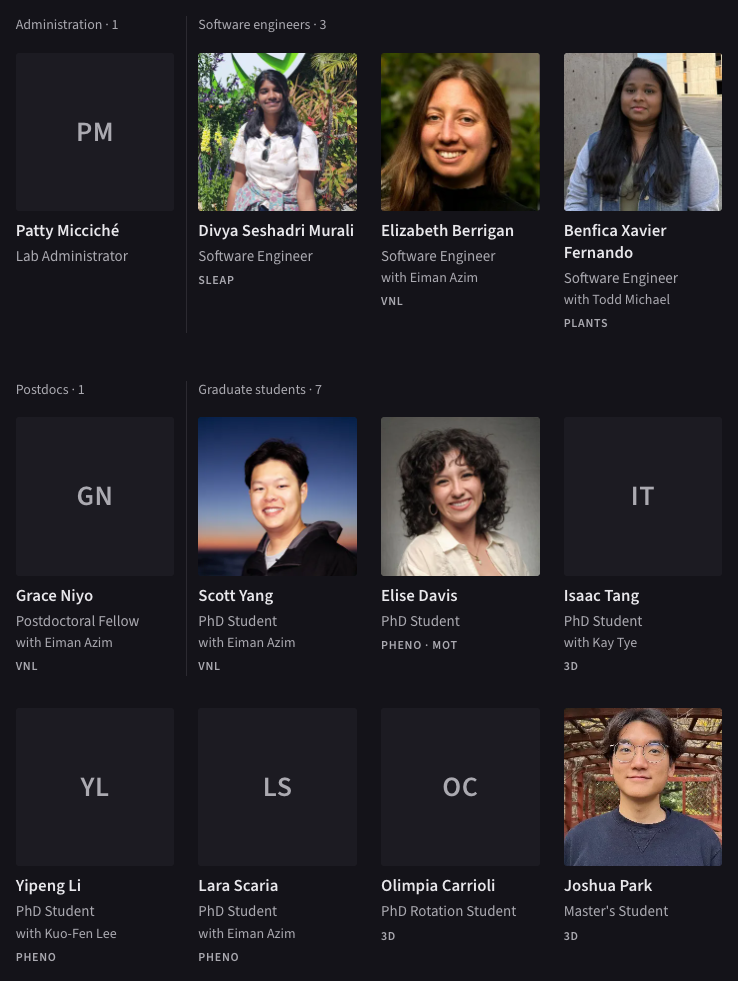 Administration · 1
Software engineers · 3
PM
Patty Micciché
Lab Administrator
Divya Seshadri Murali
Software Engineer
SLEAP
Elizabeth Berrigan
Software Engineer
with Eiman Azim
VNL
Benfica Xavier
Fernando
Software Engineer
with Todd Michael
PLANTS
Postdocs · 1
Graduate students · 7
GN
Grace Niyo
Postdoctoral Fellow
with Eiman Azim
VNL
Scott Yang
PhD Student
with Eiman Azim
VNL
Elise Davis
PhD Student
PHENO · MOT
IT
Isaac Tang
PhD Student
with Kay Tye
3D
YL
Yipeng Li
PhD Student
with Kuo-Fen Lee
PHENO
LS
Lara Scaria
PhD Student
with Eiman Azim
PHENO
OC
Olimpia Carrioli
PhD Rotation Student
3D
Joshua Park
Master's Student
3D